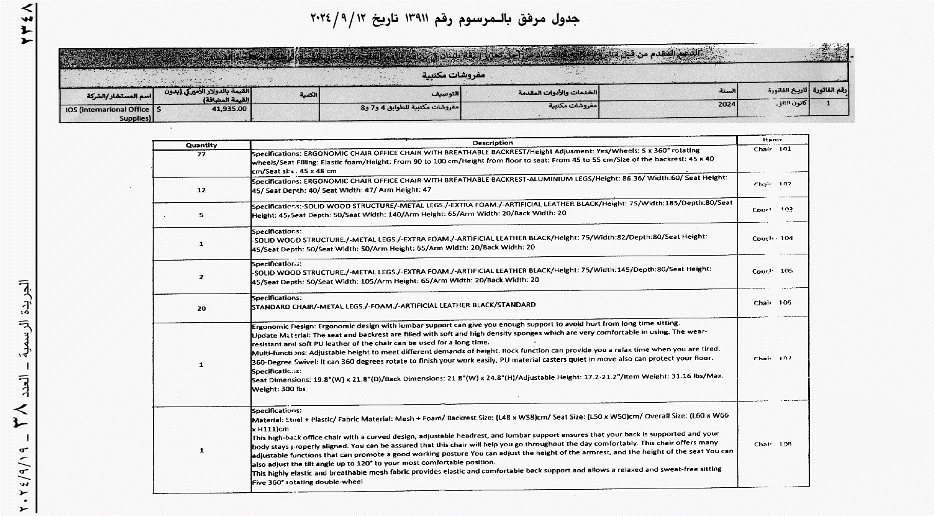 ٢٣٤٨
جدول مرفق بالـمرسوم رقم ١٣٩١١ تاريخ ٢٠٢٤/٩/١٢
مفروشات مكتبية
رقم الفاتورة
تاريخ الفاتورة
السنة
الخدمات والأدوات المقدمة
التوصيف
الكمية
القيمة بالدولار الأميركي (بدون القيمة المضافة)
اسم المستشار/الشركة
1
كانون الثاني
2024
مفروشات مكتبية
مفروشات مكتبية للطوابق 4 و7 و8
$ 41,935.00
IOS (International Office Supplies)
Quantity Description Items
27
Specifications: ERGONOMIC CHAIR OFFICE CHAIR WITH BREATHABLE BACKREST/Height Adjusment: Yes/Wheels: 5 x 360° rotating
wheels/Seat Filling: Elastic foam/Height: From 90 to 100 cm/Height from floor to seat: From 45 to 55 cm/Size of the backrest: 45 x 40
cm/Seat size: 45 x 48 cm
Chair 101
12
Specifications: ERGONOMIC CHAIR OFFICE CHAIR WITH BREATHABLE BACKREST-ALUMINIUM LEGS/Height: 86.36/ Width:60/ Seat Height:
45/ Seat Depth: 40/ Seat Width: 47/ Arm Height: 47
Chair 102
5
Specifications:-SOLID WOOD STRUCTURE/-METAL LEGS/-EXTRA FOAM./-ARTIFICIAL LEATHER BLACK/Height: 75/Width:185/Depth:80/Seat
Height: 45/Seat Depth: 50/Seat Width: 140/Arm Height: 65/Arm Width: 20/Back Width: 20
Couch 103
1
Specifications:
-SOLID WOOD STRUCTURE./-METAL LEGS./-EXTRA FOAM./-ARTIFICIAL LEATHER BLACK/Height: 75/Width:82/Depth:80/Seat Height:
45/Seat Depth: 50/Seat Width: 50/Arm Height: 65/Arm Width: 20/Back Width: 20
Couch 104
2
Specifications:
-SOLID WOOD STRUCTURE./-METAL LEGS./-EXTRA FOAM./-ARTIFICIAL LEATHER BLACK/Height: 75/Width:145/Depth:80/Seat Height:
45/Seat Depth: 50/Seat Width: 105/Arm Height: 65/Arm Width: 20/Back Width: 20
Couch 105
20
Specifications:
STANDARD CHAIR/-METAL LEGS./-FOAM./-ARTIFICIAL LEATHER BLACK/STANDARD
Chair 106
1
Ergonomic Design: Ergonomic design with lumbar support can give you enough support to avoid hurt from long time sitting.
Update Material: The seat and backrest are filled with soft and high density sponges which are very comfortable in using. The wear-
resistant and soft PU leather of the chair can be used for a long time.
Multi-functions: Adjustable height to meet different demands of height. Rock function can provide you a relax time when you are tired.
360-Degree Swivel: It can 360 degrees rotate to finish your work easily, PU material casters quiet in move also can protect your floor.
Specifications:
Seat Dimensions: 19.8"(W) x 21.8"(D)/Back Dimensions: 21.8"(W) x 24.8"(H)/Adjustable Height: 17.2-21.2"/Item Weight: 31.16 lbs/Max.
Weight: 300 lbs
Chair 107
1
Specifications:
Material: Steel + Plastic/ Fabric Material: Mesh + Foam/ Backrest Size: (L48 x W58)cm/ Seat Size: (L50 x W50)cm/ Overall Size: (L60 x W66
x H111)cm
This high-back office chair with a curved design, adjustable headrest, and lumbar support ensures that your back is supported and your
body stays properly aligned. You can be assured that this chair will help you go throughout the day comfortably. This chair offers many
adjustable functions that can promote a good working posture You can adjust the height of the armrest, and the height of the seat You can
also adjust the tilt angle up to 120° to your most comfortable position.
This highly elastic and breathable mesh fabric provides elastic and comfortable back support and allows a relaxed and sweat-free sitting
Five 360° rotating double-wheel
Chair 108
الجريدة الرسمية – العدد ٣٨ – ٢٠٢٤/٩/١٩